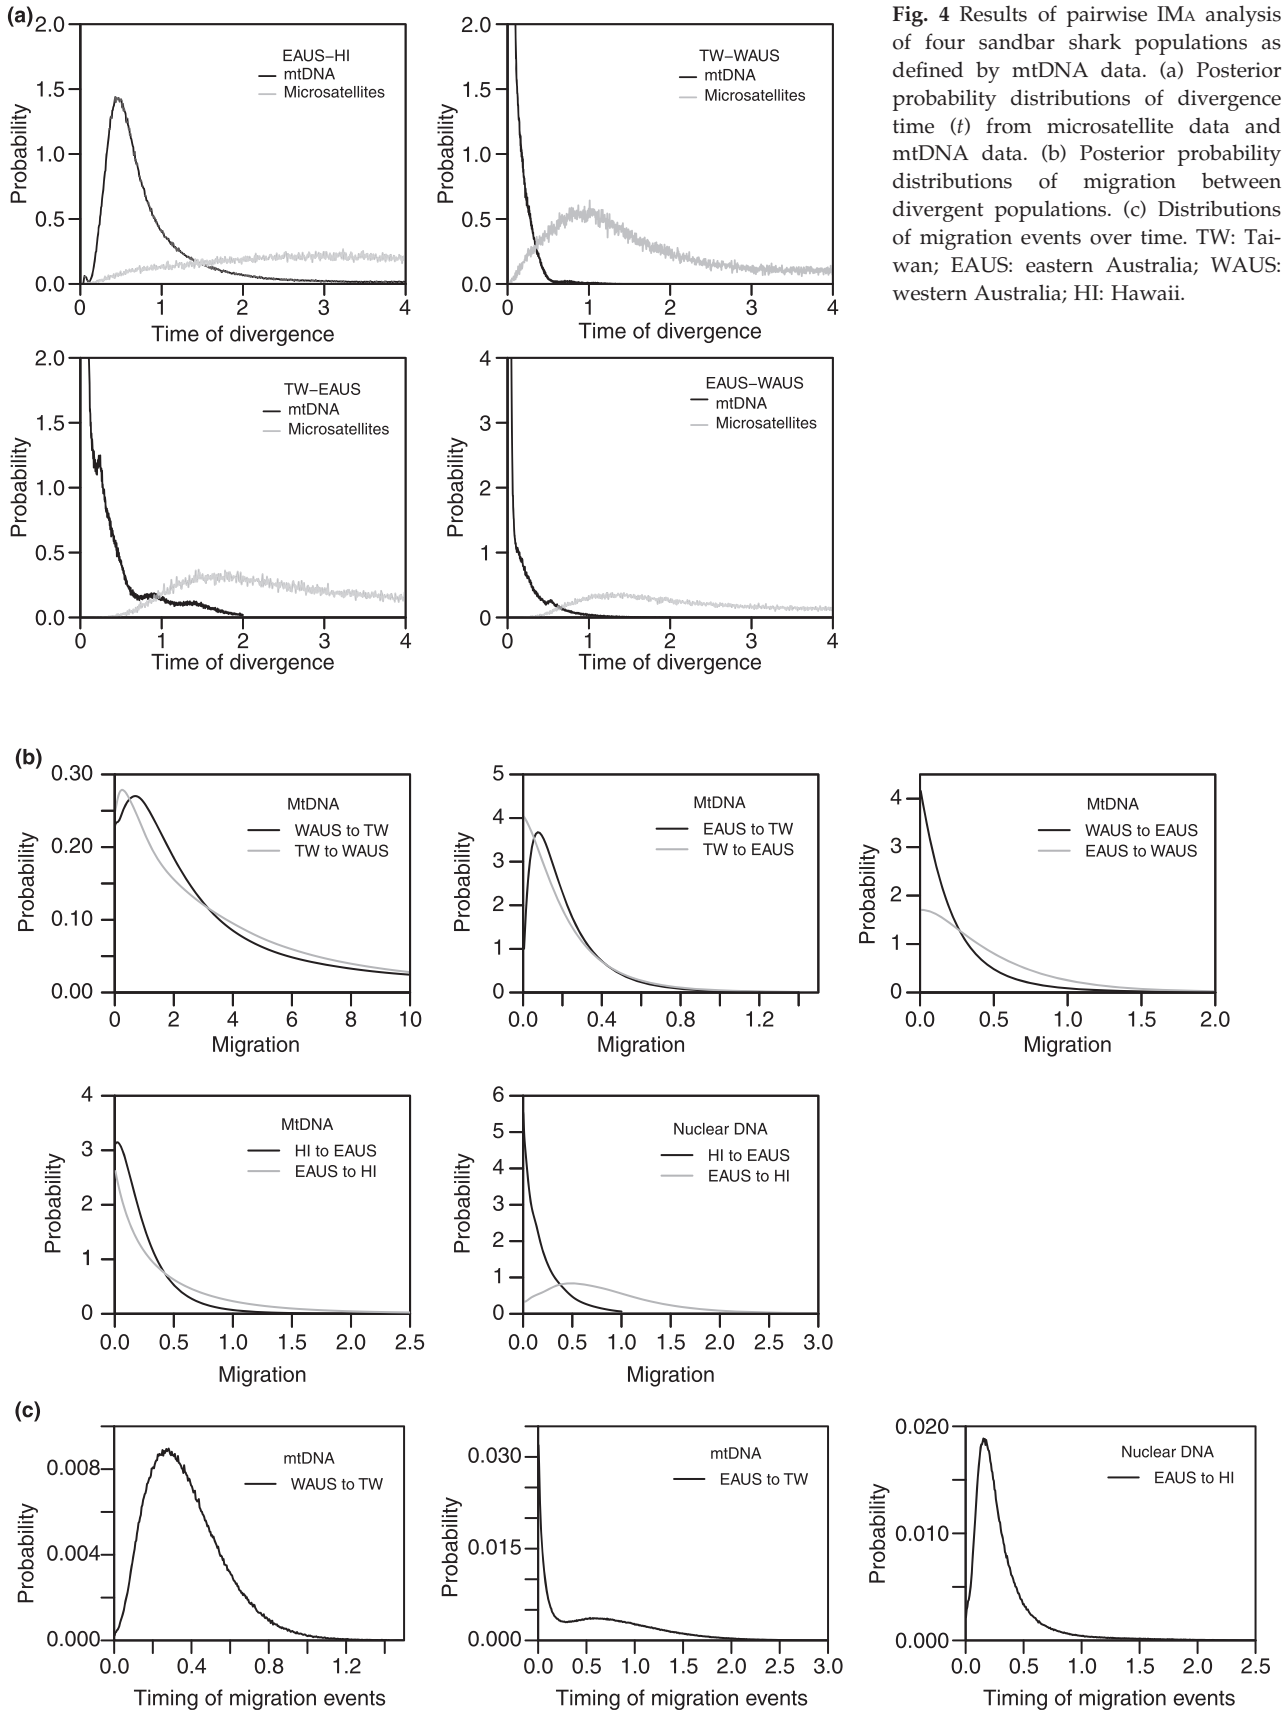 (a)
2.0
1.5
1.0
0.5
0.0
Probability
EAUS–HI
mtDNA
Microsatellites
0 1 2 3 4
Time of divergence
2.0
1.5
1.0
0.5
0.0
Probability
TW–WAUS
mtDNA
Microsatellites
0 1 2 3 4
Time of divergence
Fig. 4 Results of pairwise IMA analysis
of four sandbar shark populations as
defined by mtDNA data. (a) Posterior
probability distributions of divergence
time (t) from microsatellite data and
mtDNA data. (b) Posterior probability
distributions of migration between
divergent populations. (c) Distributions
of migration events over time. TW: Tai-
wan; EAUS: eastern Australia; WAUS:
western Australia; HI: Hawaii.
2.0
1.5
1.0
0.5
0.0
Probability
TW–EAUS
mtDNA
Microsatellites
0 1 2 3 4
Time of divergence
4
3
2
1
0
Probability
EAUS–WAUS
mtDNA
Microsatellites
0 1 2 3 4
Time of divergence
(b)
0.30
0.20
0.10
0.00
Probability
MtDNA
WAUS to TW
TW to WAUS
0 2 4 6 8 10
Migration
5
4
3
2
1
0
Probability
MtDNA
EAUS to TW
TW to EAUS
0.0 0.4 0.8 1.2
Migration
4
3
2
1
0
Probability
MtDNA
WAUS to EAUS
EAUS to WAUS
0.0 0.5 1.0 1.5 2.0
Migration
4
3
2
1
0
Probability
MtDNA
HI to EAUS
EAUS to HI
0.0 0.5 1.0 1.5 2.0 2.5
Migration
6
5
4
3
2
1
0
Probability
Nuclear DNA
HI to EAUS
EAUS to HI
0.0 0.5 1.0 1.5 2.0 2.5 3.0
Migration
(c)
0.008
0.004
0.000
Probability
mtDNA
WAUS to TW
0.0 0.4 0.8 1.2
Timing of migration events
0.030
0.015
0.000
Probability
mtDNA
EAUS to TW
0.0 0.5 1.0 1.5 2.0 2.5 3.0
Timing of migration events
0.020
0.010
0.000
Probability
Nuclear DNA
EAUS to HI
0.0 0.5 1.0 1.5 2.0 2.5
Timing of migration events